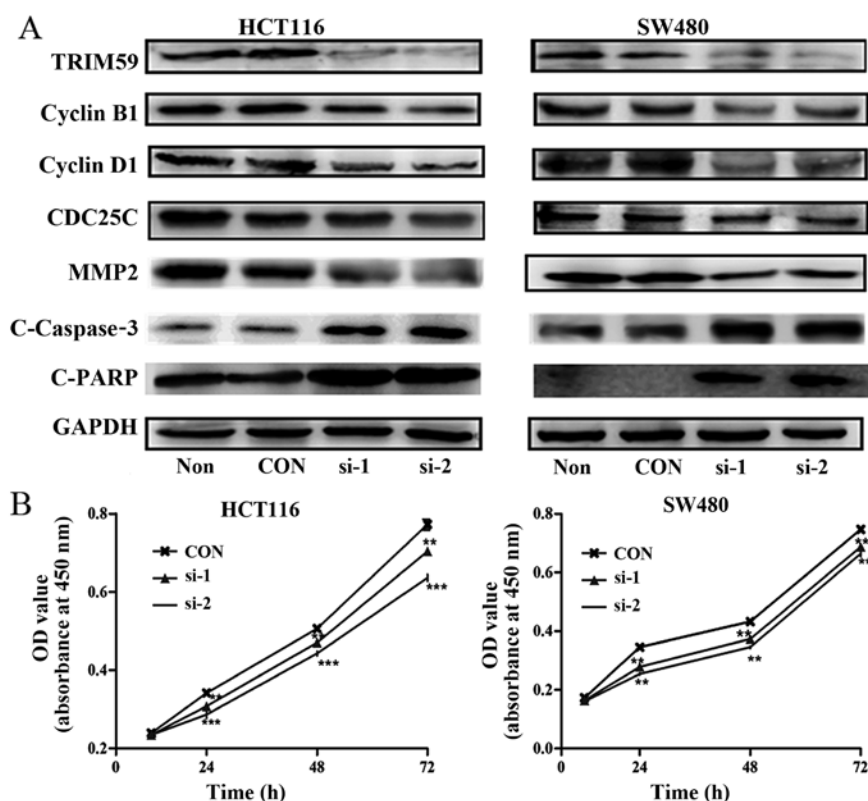 A
HCT116
SW480
TRIM59
Cyclin B1
Cyclin D1
CDC25C
MMP2
C-Caspase-3
C-PARP
GAPDH
Non CON si-1 si-2
Non CON si-1 si-2
B
HCT116
OD value
(absorbance at 450 nm)
0.8
0.6
0.4
0.2
CON
si-1
si-2
**
***
**
***
**
***
0 24 48 72
Time (h)
SW480
OD value
(absorbance at 450 nm)
0.8
0.6
0.4
0.2
0.0
CON
si-1
si-2
**
**
**
**
**
**
0 24 48 72
Time (h)